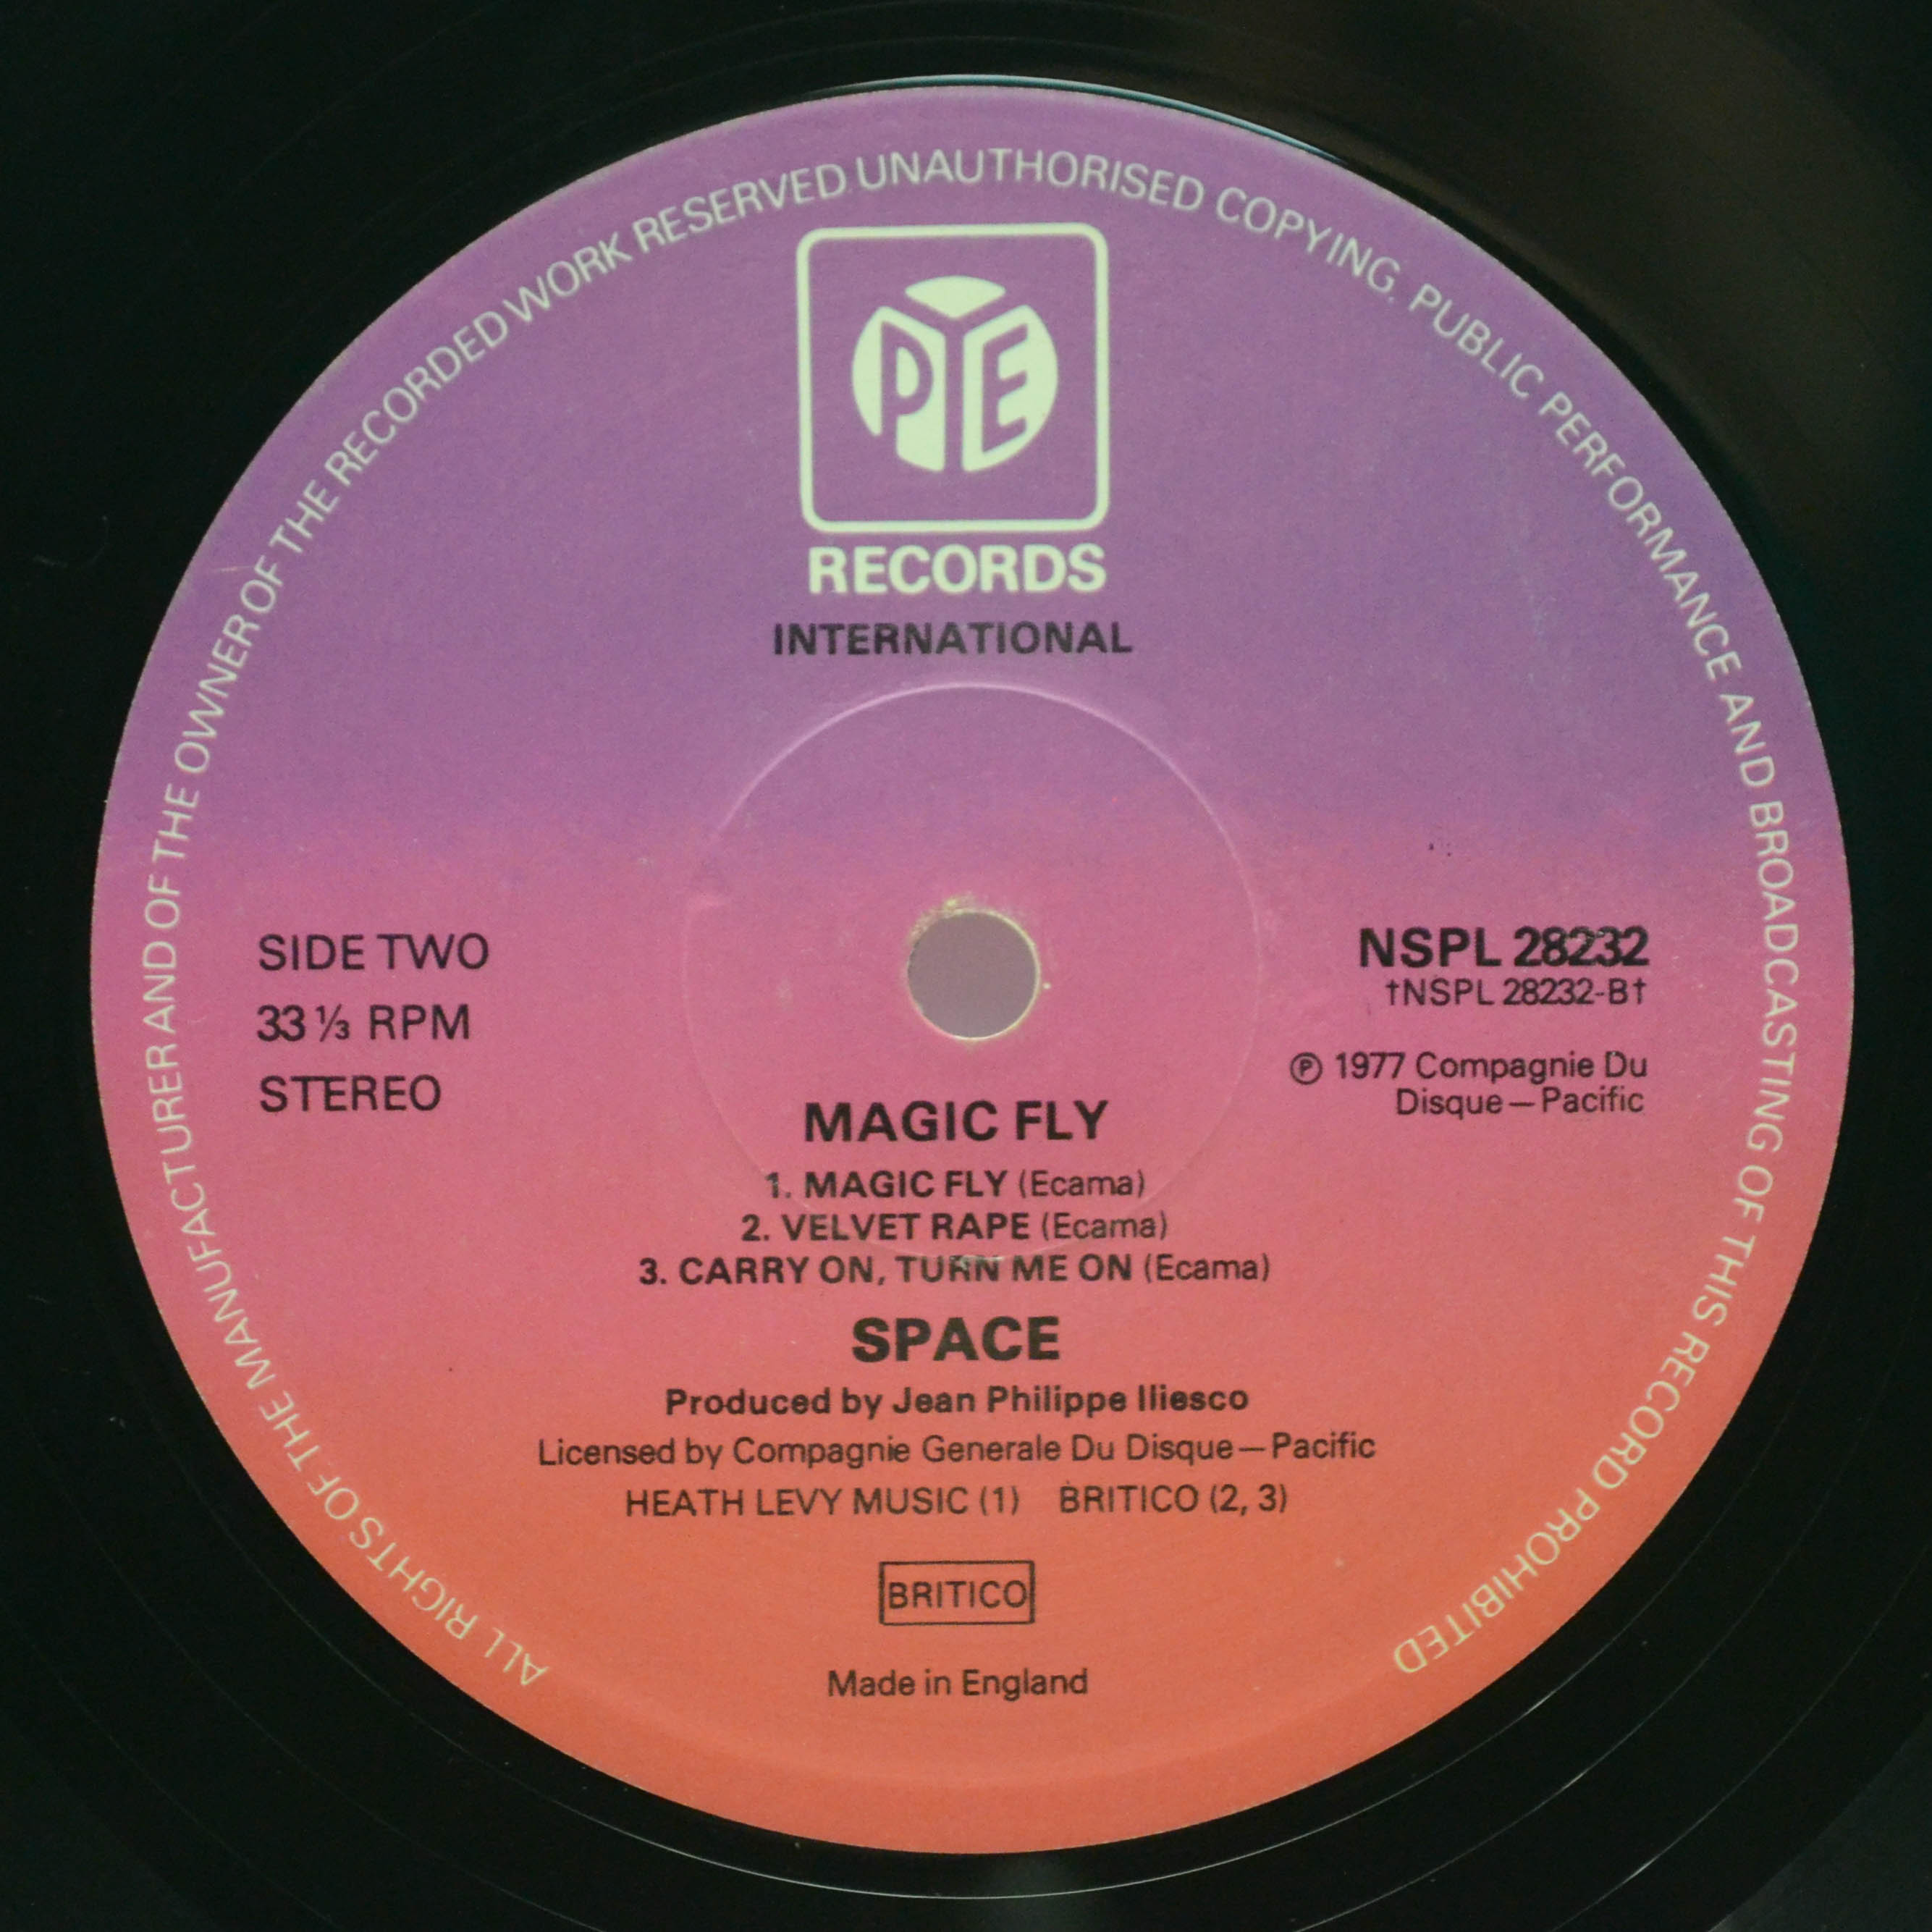 ALL RIGHTS OF THE MANUFACTURER AND OF THE OWNER OF THE RECORDED WORK RESERVED UNAUTHORISED COPYING, PUBLIC PERFORMANCE AND BROADCASTING OF THIS RECORD PROHIBITED
PYE
RECORDS
INTERNATIONAL
SIDE TWO
33 ⅓ RPM
STEREO
NSPL 28232
†NSPL 28232-B†
℗ 1977 Compagnie Du
Disque—Pacific
MAGIC FLY
1. MAGIC FLY (Ecama)
2. VELVET RAPE (Ecama)
3. CARRY ON, TURN ME ON (Ecama)
SPACE
Produced by Jean Philippe Iliesco
Licensed by Compagnie Generale Du Disque—Pacific
HEATH LEVY MUSIC (1) BRITICO (2, 3)
BRITICO
Made in England